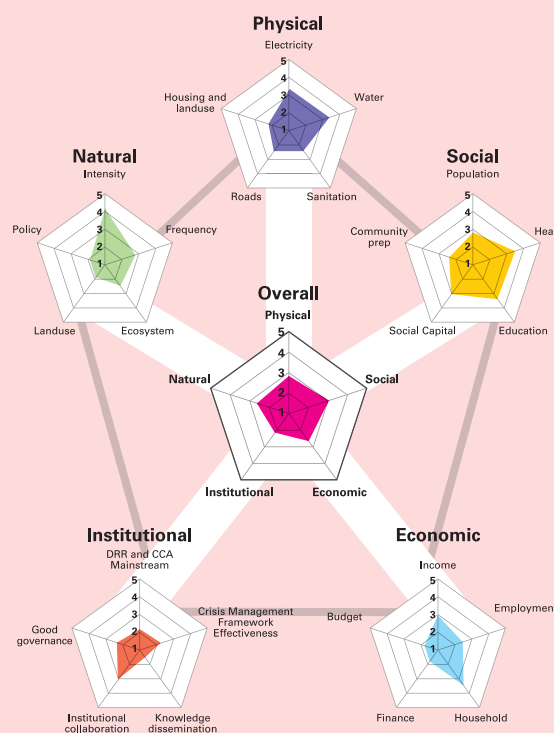 Physical
Electricity
5
4
3
2
1
Housing and
landuse
Water
Roads
Sanitation
Natural
Intensity
5
4
3
2
1
Policy
Frequency
Landuse
Ecosystem
Social
Population
5
4
3
2
1
Community
prep
Hea
Social Capital
Education
Overall
Physical
5
4
3
2
1
Natural
Social
Institutional
Economic
Institutional
DRR and CCA
Mainstream
5
4
3
2
1
Good
governance
Crisis Management
Framework
Effectiveness
Institutional
collaboration
Knowledge
dissemination
Economic
Income
5
4
3
2
1
Budget
Employmen
Finance
Household